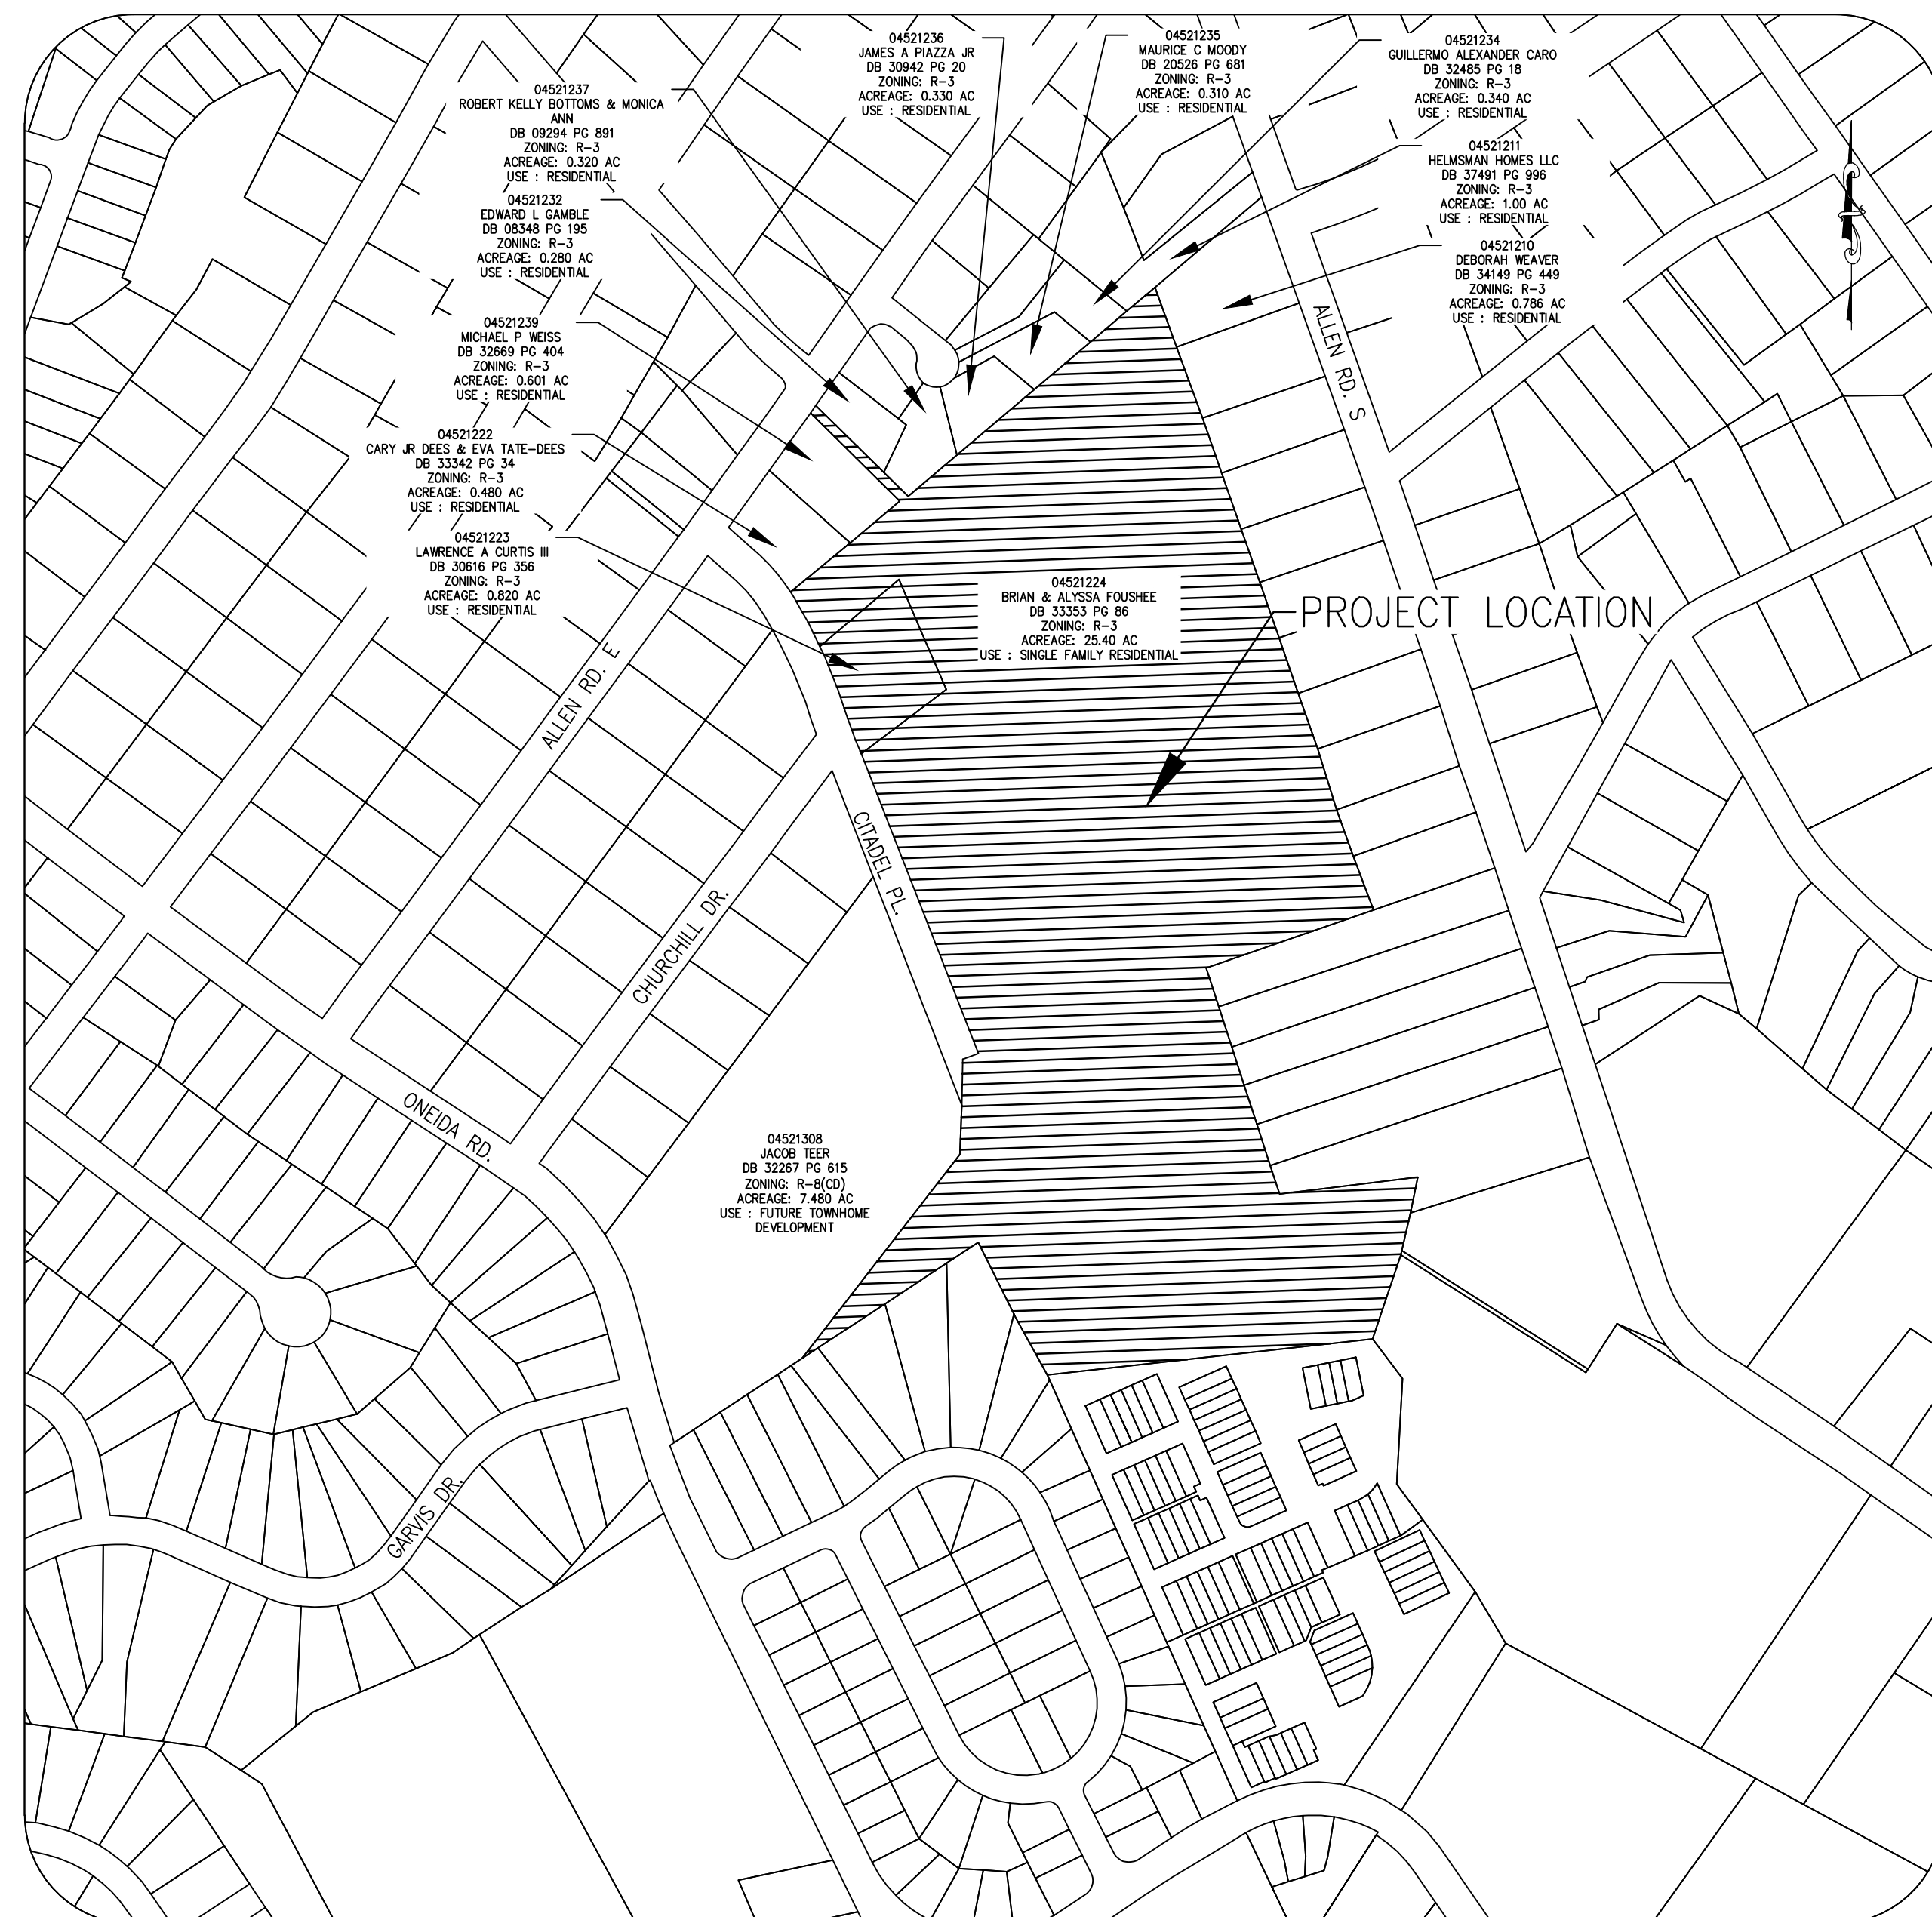 04521236
JAMES A PIAZZA JR
DB 30942 PG 20
ZONING: R-3
ACREAGE: 0.330 AC
USE : RESIDENTIAL
04521235
MAURICE C MOODY
DB 20526 PG 681
ZONING: R-3
ACREAGE: 0.310 AC
USE : RESIDENTIAL
04521234
GUILLERMO ALEXANDER CARO
DB 32485 PG 18
ZONING: R-3
ACREAGE: 0.340 AC
USE : RESIDENTIAL
04521237
ROBERT KELLY BOTTOMS & MONICA
ANN
DB 09294 PG 891
ZONING: R-3
ACREAGE: 0.320 AC
USE : RESIDENTIAL
04521211
HELMSMAN HOMES LLC
DB 37491 PG 996
ZONING: R-3
ACREAGE: 1.00 AC
USE : RESIDENTIAL
04521232
EDWARD L GAMBLE
DB 08348 PG 195
ZONING: R-3
ACREAGE: 0.280 AC
USE : RESIDENTIAL
04521210
DEBORAH WEAVER
DB 34149 PG 449
ZONING: R-3
ACREAGE: 0.786 AC
USE : RESIDENTIAL
04521239
MICHAEL P WEISS
DB 32669 PG 404
ZONING: R-3
ACREAGE: 0.601 AC
USE : RESIDENTIAL
ALLEN RD. S
04521222
CARY JR DEES & EVA TATE-DEES
DB 33342 PG 34
ZONING: R-3
ACREAGE: 0.480 AC
USE : RESIDENTIAL
04521223
LAWRENCE A CURTIS III
DB 30616 PG 356
ZONING: R-3
ACREAGE: 0.820 AC
USE : RESIDENTIAL
04521224
BRIAN & ALYSSA FOUSHEE
DB 33353 PG 86
ZONING: R-3
ACREAGE: 25.40 AC
USE : SINGLE FAMILY RESIDENTIAL
PROJECT LOCATION
ALLEN RD. E
CITADEL PL.
CHURCHILL DR.
ONEIDA RD.
04521308
JACOB TEER
DB 32267 PG 615
ZONING: R-8(CD)
ACREAGE: 7.480 AC
USE : FUTURE TOWNHOME
DEVELOPMENT
GARVIS DR.